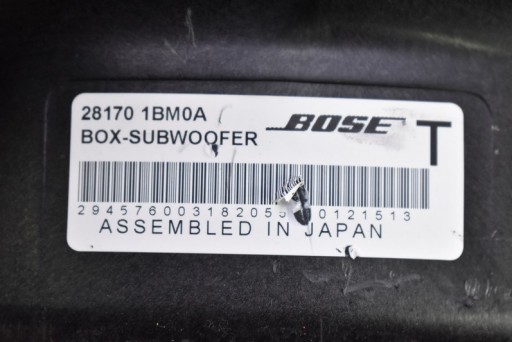 28170 1BM0A
BOSE
T
BOX-SUBWOOFER
ASSEMBLED IN JAPAN